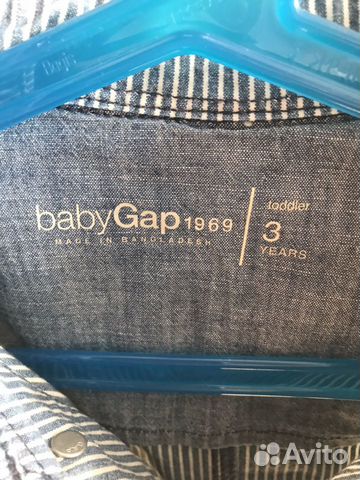 babyGap 1969
MADE IN BANGLADESH
toddler
3
YEARS
Avito